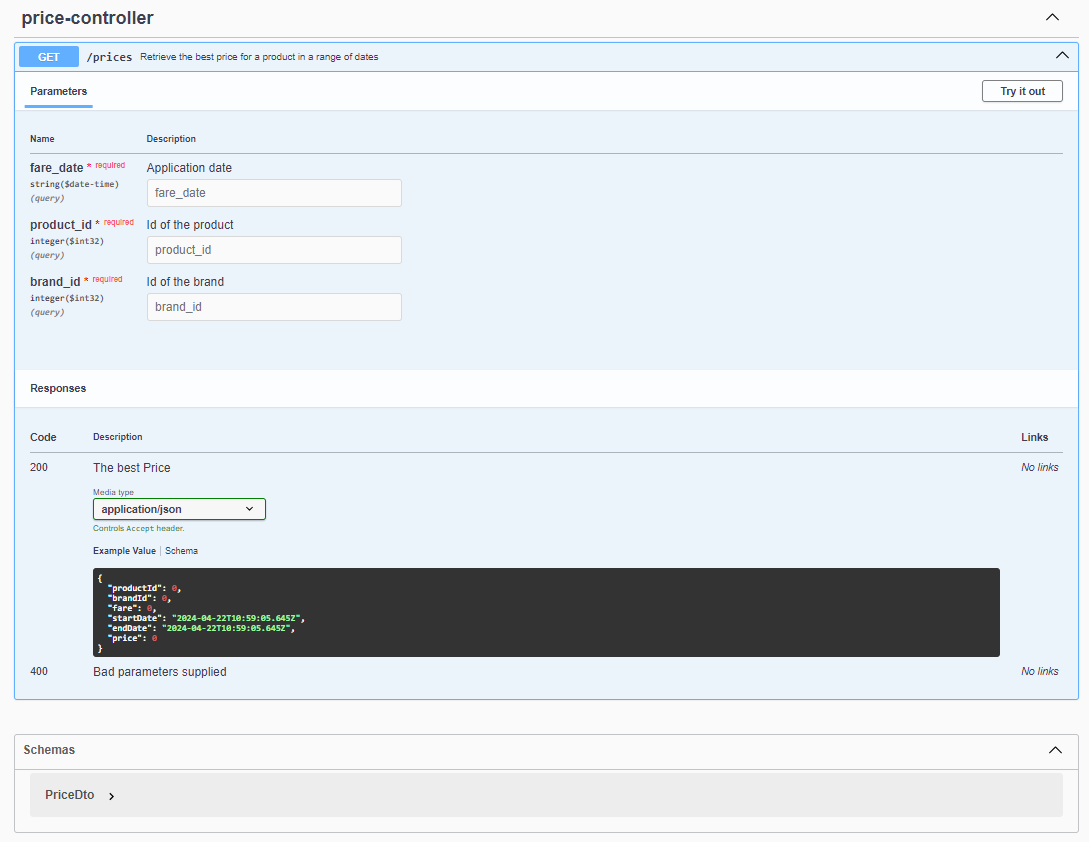 price-controller
GET /prices Retrieve the best price for a product in a range of dates
Parameters
Try it out
Name Description
fare_date * required Application date
string($date-time)
(query)
fare_date
product_id * required Id of the product
integer($int32)
(query)
product_id
brand_id * required Id of the brand
integer($int32)
(query)
brand_id
Responses
Code Description Links
200 The best Price No links
Media type
application/json
Controls Accept header.
Example Value | Schema
{
"productId": 0,
"brandId": 0,
"fare": 0,
"startDate": "2024-04-22T10:59:05.645Z",
"endDate": "2024-04-22T10:59:05.645Z",
"price": 0
}
400 Bad parameters supplied No links
Schemas
PriceDto